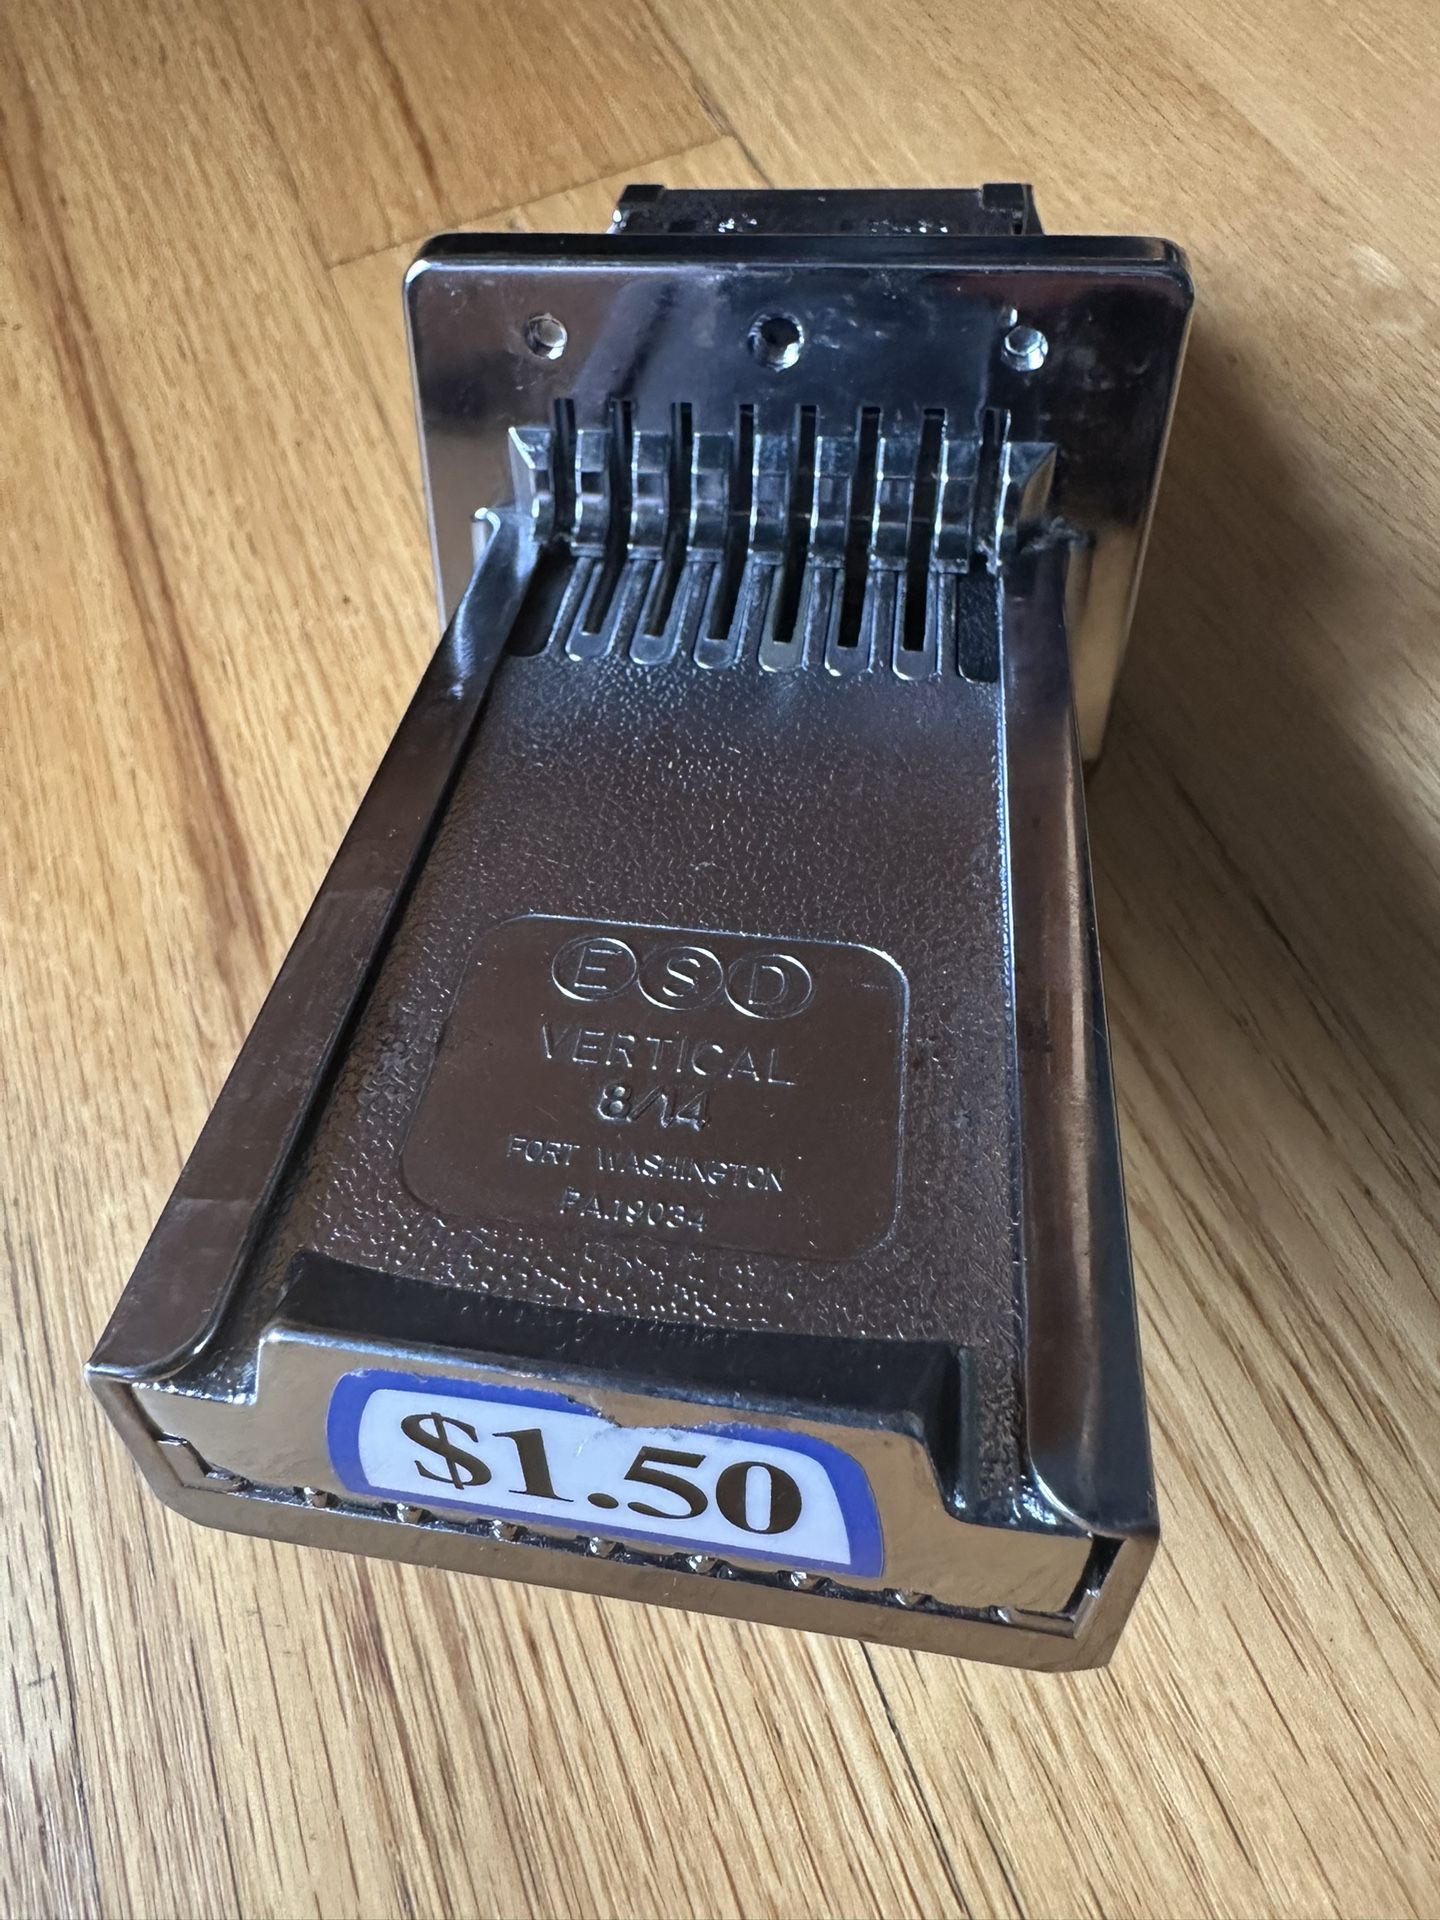 ESD
VERTICAL
8/14
FORT WASHINGTON
PA.19034
$1.50